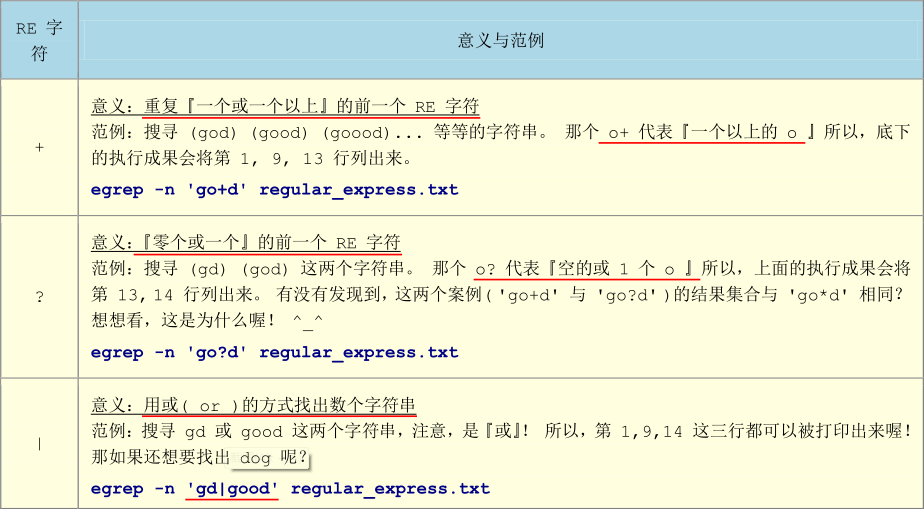 RE 字
符
意义与范例
+
意义：重复『一个或一个以上』的前一个 RE 字符
范例：搜寻 (god) (good) (goood)... 等等的字符串。 那个 o+ 代表『一个以上的 o 』所以，底下
的执行成果会将第 1, 9, 13 行列出来。
egrep -n 'go+d' regular_express.txt
?
意义：『零个或一个』的前一个 RE 字符
范例：搜寻 (gd) (god) 这两个字符串。 那个 o? 代表『空的或 1 个 o 』所以，上面的执行成果会将
第 13,14 行列出来。 有没有发现到，这两个案例( 'go+d' 与 'go?d' )的结果集合与 'go*d' 相同？
想想看，这是为什么喔！ ^_^
egrep -n 'go?d' regular_express.txt
|
意义：用或( or )的方式找出数个字符串
范例：搜寻 gd 或 good 这两个字符串，注意，是『或』！ 所以，第 1,9,14 这三行都可以被打印出来喔！
那如果还想要找出 dog 呢？
egrep -n 'gd|good' regular_express.txt